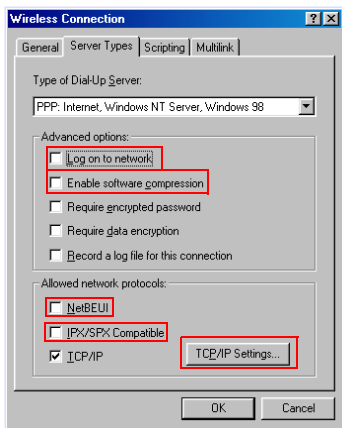 Wireless Connection
General Server Types Scripting Multilink
Type of Dial-Up Server:
PPP: Internet, Windows NT Server, Windows 98
Advanced options:
Log on to network
Enable software compression
Require encrypted password
Require data encryption
Record a log file for this connection
Allowed network protocols:
NetBEUI
IPX/SPX Compatible
TCP/IP
TCP/IP Settings...
OK Cancel